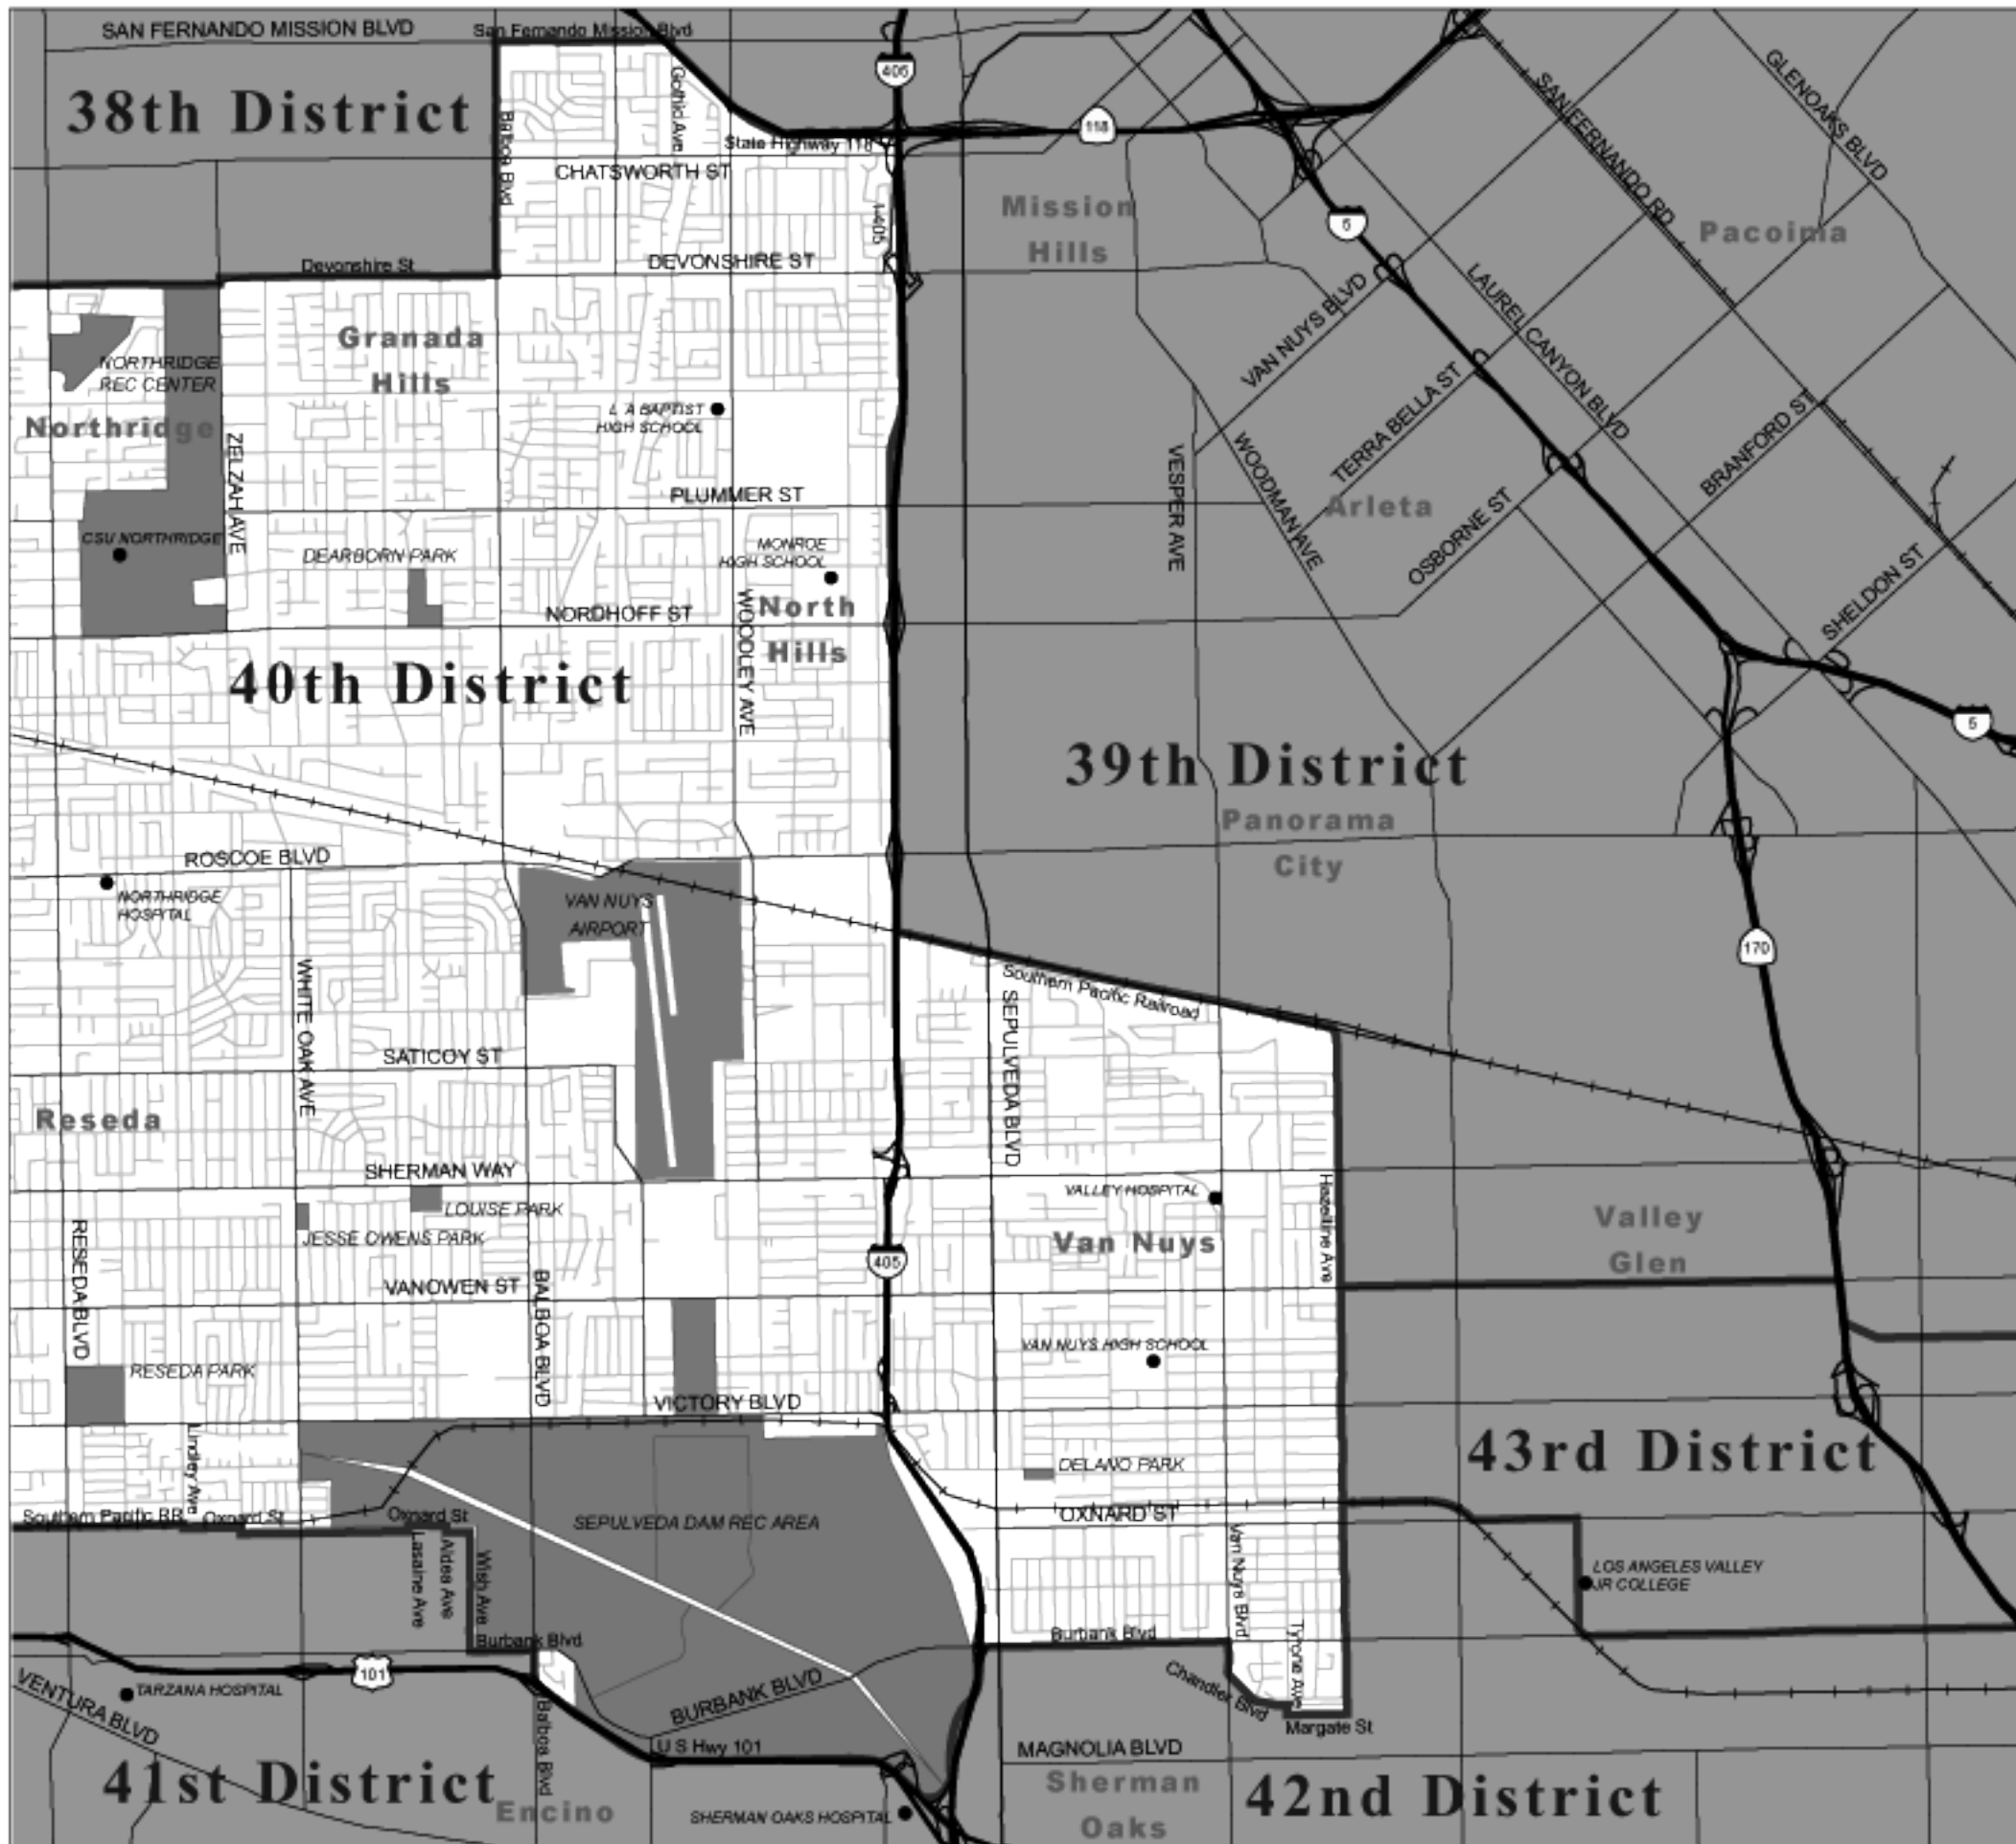 SAN FERNANDO MISSION BLVD
San Fernando Mission Blvd
405
38th District
Balboa Blvd
Gothic Ave
State Highway 118
118
CHATSWORTH ST
SAN FERNANDO RD
GLENOAKS BLVD
Mission
Hills
I-405
5
Pacoima
Devonshire St
DEVONSHIRE ST
VAN NUYS BLVD
LAUREL CANYON BLVD
Granada
Hills
NORTHRIDGE
REC CENTER
Northridge
ZELZAH AVE
L A BAPTIST
HIGH SCHOOL
VESPER AVE
WOODMAN AVE
TERRA BELLA ST
BRANFORD ST
PLUMMER ST
Arleta
OSBORNE ST
CSU NORTHRIDGE
DEARBORN PARK
MONROE
HIGH SCHOOL
NORDHOFF ST
WOODLEY AVE
North
Hills
SHELDON ST
40th District
5
39th District
Panorama
City
ROSCOE BLVD
NORTHRIDGE
HOSPITAL
VAN NUYS
AIRPORT
170
WHITE OAK AVE
Southern Pacific Railroad
SEPULVEDA BLVD
SATICOY ST
Reseda
SHERMAN WAY
LOUISE PARK
JESSE OWENS PARK
VALLEY HOSPITAL
Hazeltine Ave
Van Nuys
Valley
Glen
405
RESEDA BLVD
VANOWEN ST
BALBOA BLVD
VAN NUYS HIGH SCHOOL
RESEDA PARK
VICTORY BLVD
43rd District
Lindley Ave
DELANO PARK
Southern Pacific RR
Oxnard St
Oxnard St
OXNARD ST
SEPULVEDA DAM REC AREA
Lasaine Ave
Aldea Ave
Wish Ave
Van Nuys Blvd
LOS ANGELES VALLEY
JR COLLEGE
Burbank Blvd
Burbank Blvd
Tyrone Ave
101
TARZANA HOSPITAL
VENTURA BLVD
BURBANK BLVD
Chandler Blvd
Margate St
Balboa Blvd
U S Hwy 101
MAGNOLIA BLVD
41st District
Encino
SHERMAN OAKS HOSPITAL
Sherman
Oaks
42nd District